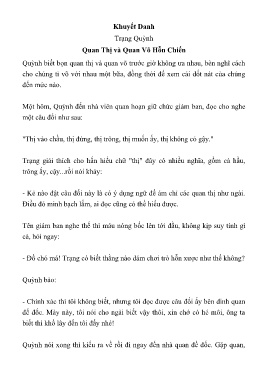 Khuyết Danh
Trạng Quỳnh
Quan Thị và Quan Võ Hỗn Chiến
Quỳnh biết bọn quan thị và quan võ trước giờ không ưa nhau, bèn nghĩ cách
cho chúng tỉ võ với nhau một bữa, đồng thời để xem cái dốt nát của chúng
đến mức nào.
Một hôm, Quỳnh đến nhà viên quan hoạn giữ chức giám ban, đọc cho nghe
một câu đối như sau:
"Thị vào chầu, thị đứng, thị trông, thị muốn ấy, thị không có gậy."
Trạng giải thích cho hắn hiểu chữ "thị" đây có nhiều nghĩa, gồm cả hầu,
trông ấy, cậy...rồi nói kháy:
- Kẻ nào đặt câu đối này là có ý dụng ngữ để ám chỉ các quan thị như ngài.
Điều đó minh bạch lắm, ai đọc cũng có thể hiểu được.
Tên giám ban nghe thế thì máu nóng bốc lên tới đầu, không kịp suy tính gì
cả, hỏi ngay:
- Đồ chó má! Trạng có biết thằng nào dám chơi trò hỗn xược như thế không?
Quỳnh bảo:
- Chính xác thì tôi không biết, nhưng tôi đọc được câu đối ấy bên dinh quan
đề đốc. Mày này, tôi nói cho ngài biết vậy thôi, xin chớ có hé môi, ông ta
biết thì khổ lây đến tôi đấy nhé!
Quỳnh nói xong thì kiếu ra về rồi đi ngay đến nhà quan đề đốc. Gặp quan,